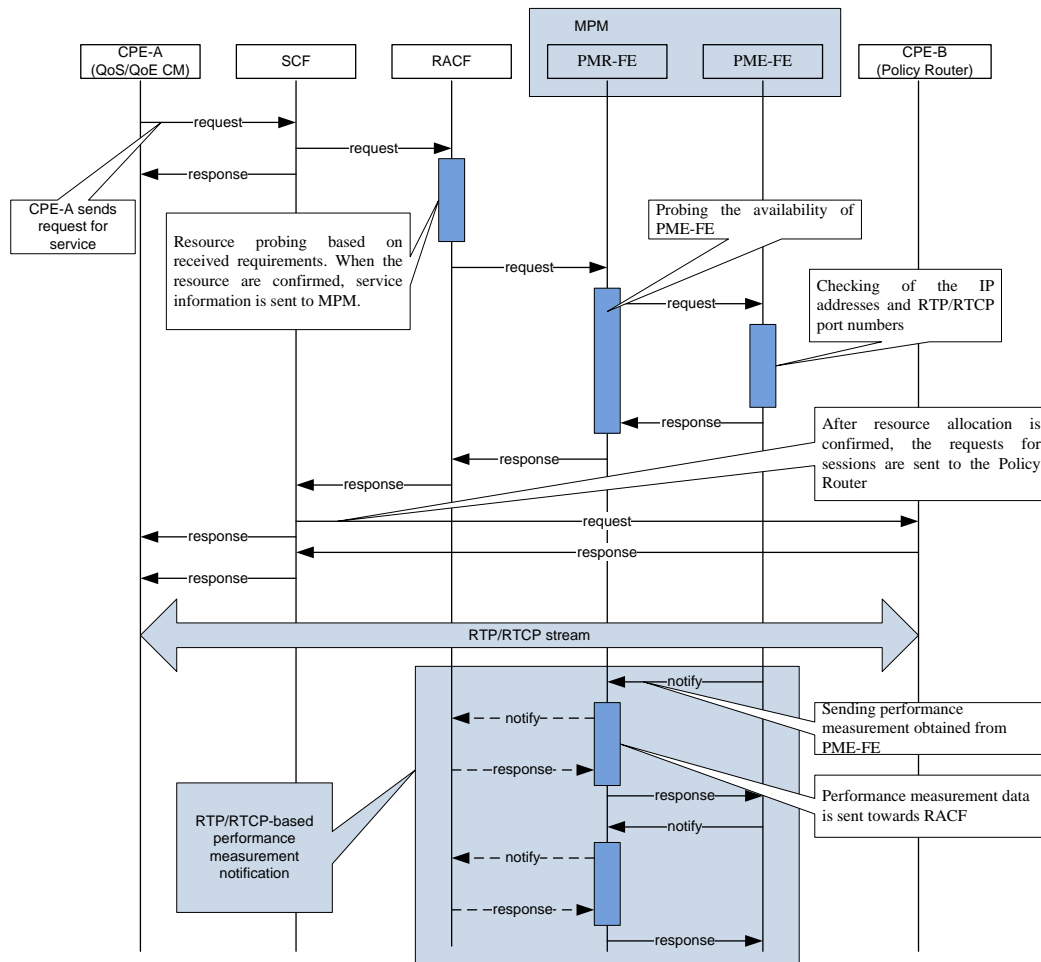 MPM
CPE-A
(QoS/QoE CM)
SCF
RACF
PMR-FE
PME-FE
CPE-B
(Policy Router)
request
request
response
CPE-A sends
request for
service
Resource probing based on
received requirements. When the
resource are confirmed, service
information is sent to MPM.
Probing the availability of
PME-FE
request
request
Checking of the IP
addresses and RTP/RTCP
port numbers
response
After resource allocation is
confirmed, the requests for
sessions are sent to the Policy
Router
response
response
request
response
response
response
RTP/RTCP stream
notify
Sending performance
measurement obtained from
PME-FE
notify
response
response
Performance measurement data
is sent towards RACF
RTP/RTCP-based
performance
measurement
notification
notify
notify
response
response